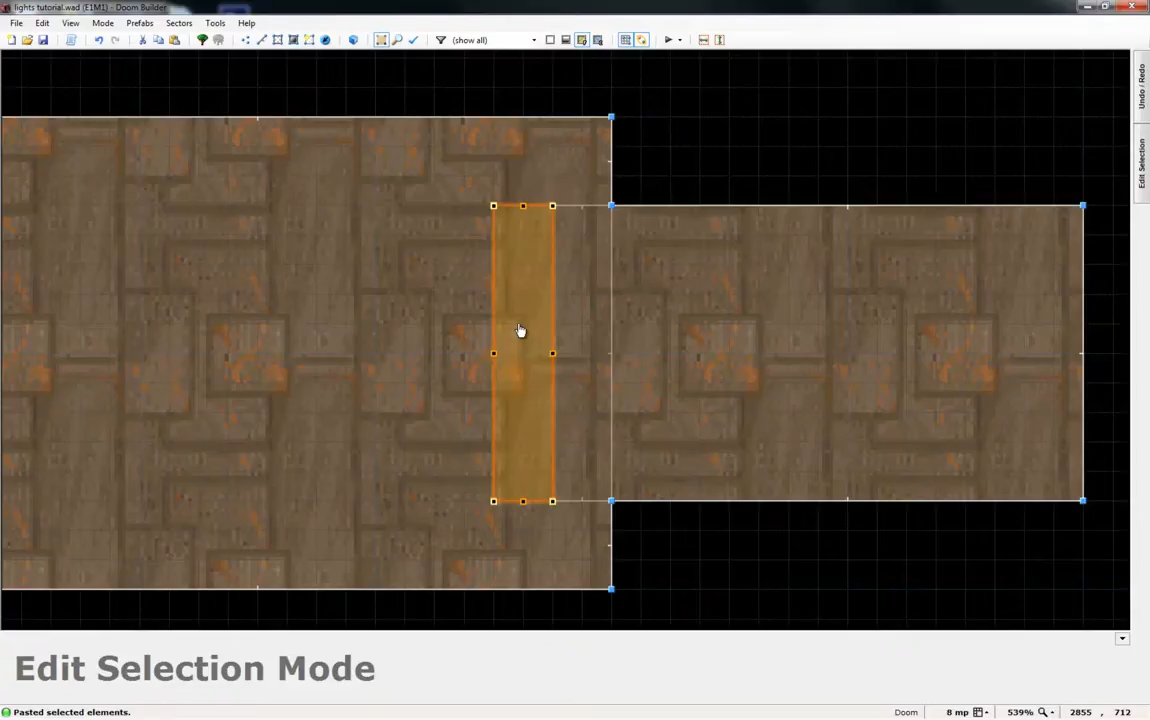 lights tutorial.wad (E1M1) - Doom Builder
File Edit View Mode Prefabs Sectors Tools Help
(show all)
Undo / Redo
Edit Selection
Edit Selection Mode
Pasted selected elements.
Doom 8 mp 539% 2855 , 712